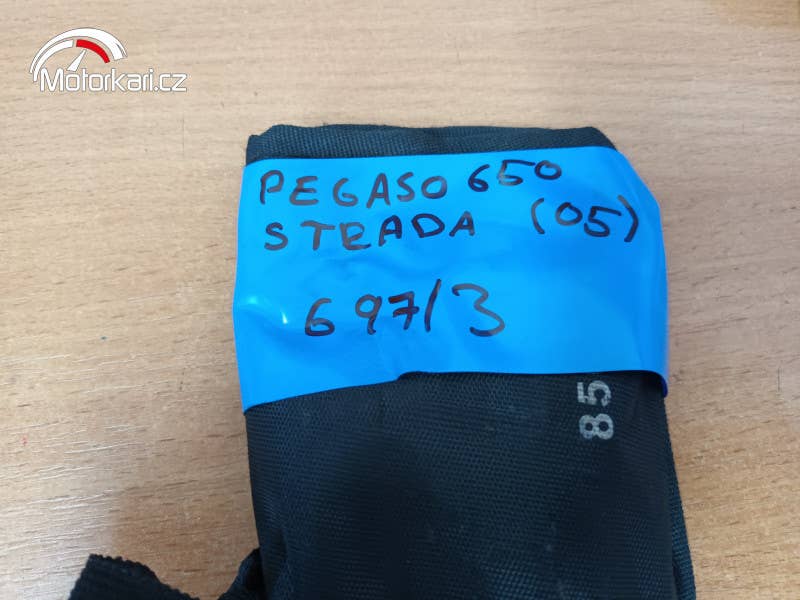 Motorkari.cz
PEGASO 650
STRADA (05)
697/3
85